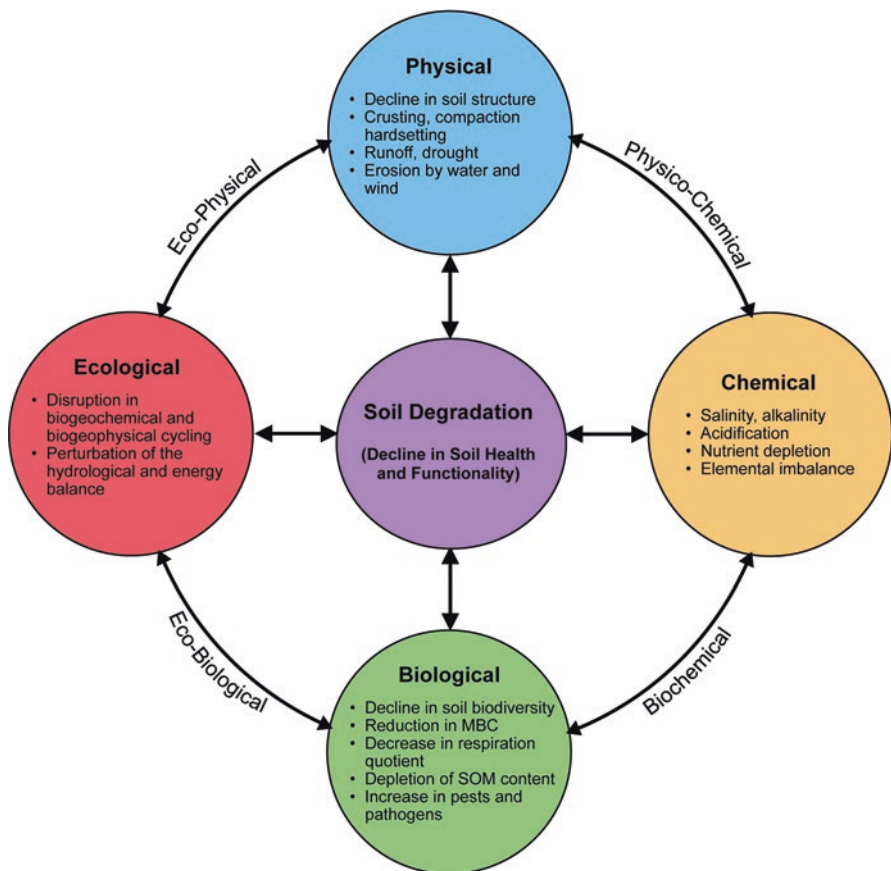 Physical
• Decline in soil structure
• Crusting, compaction
hardsetting
• Runoff, drought
• Erosion by water and
wind
Eco-Physical
Physico-Chemical
Ecological
• Disruption in
biogeochemical and
biogeophysical cycling
• Perturbation of the
hydrological and energy
balance
Soil Degradation
(Decline in Soil Health
and Functionality)
Chemical
• Salinity, alkalinity
• Acidification
• Nutrient depletion
• Elemental imbalance
Eco-Biological
Biochemical
Biological
• Decline in soil biodiversity
• Reduction in MBC
• Decrease in respiration
quotient
• Depletion of SOM content
• Increase in pests and
pathogens